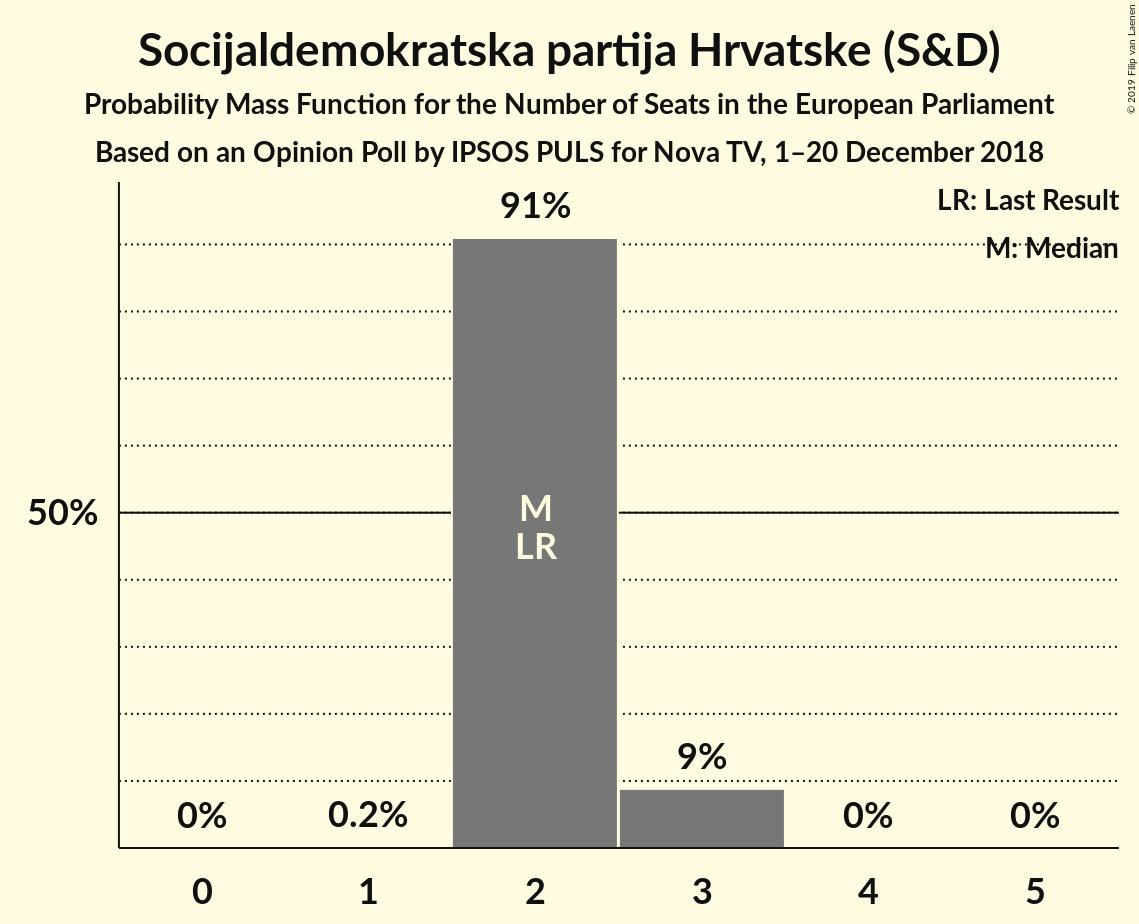 Socijaldemokratska partija Hrvatske (S&D)
Probability Mass Function for the Number of Seats in the European Parliament
Based on an Opinion Poll by IPSOS PULS for Nova TV, 1–20 December 2018
© 2019 Filip van Laenen
LR: Last Result
M: Median
91%
50%
M
LR
9%
0%
0.2%
0%
0%
0
1
2
3
4
5